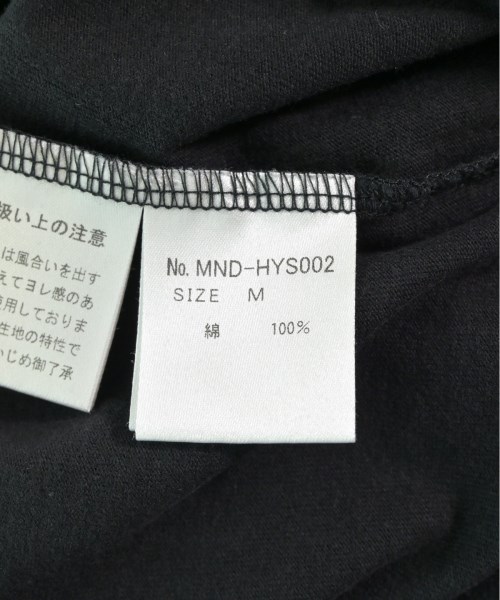 扱い上の注意
は風合いを出す
えてヨレ感のあ
使用しておりま
生地の特性で
かじめ御了承
No. MND-HYS002
SIZE M
綿 100%